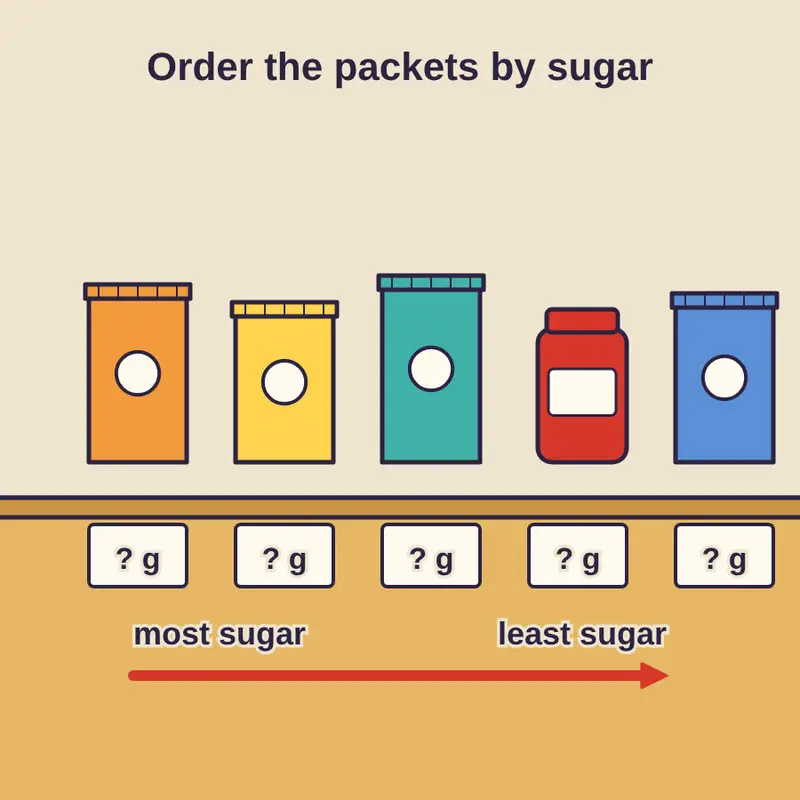 Order the packets by sugar
? g ? g ? g ? g ? g
most sugar least sugar